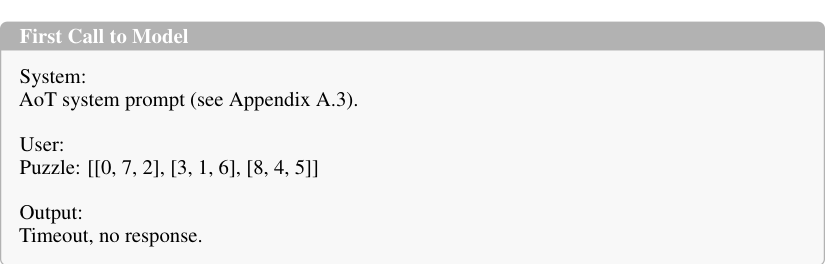 First Call to Model
System:
AoT system prompt (see Appendix A.3).
User:
Puzzle: [[0, 7, 2], [3, 1, 6], [8, 4, 5]]
Output:
Timeout, no response.